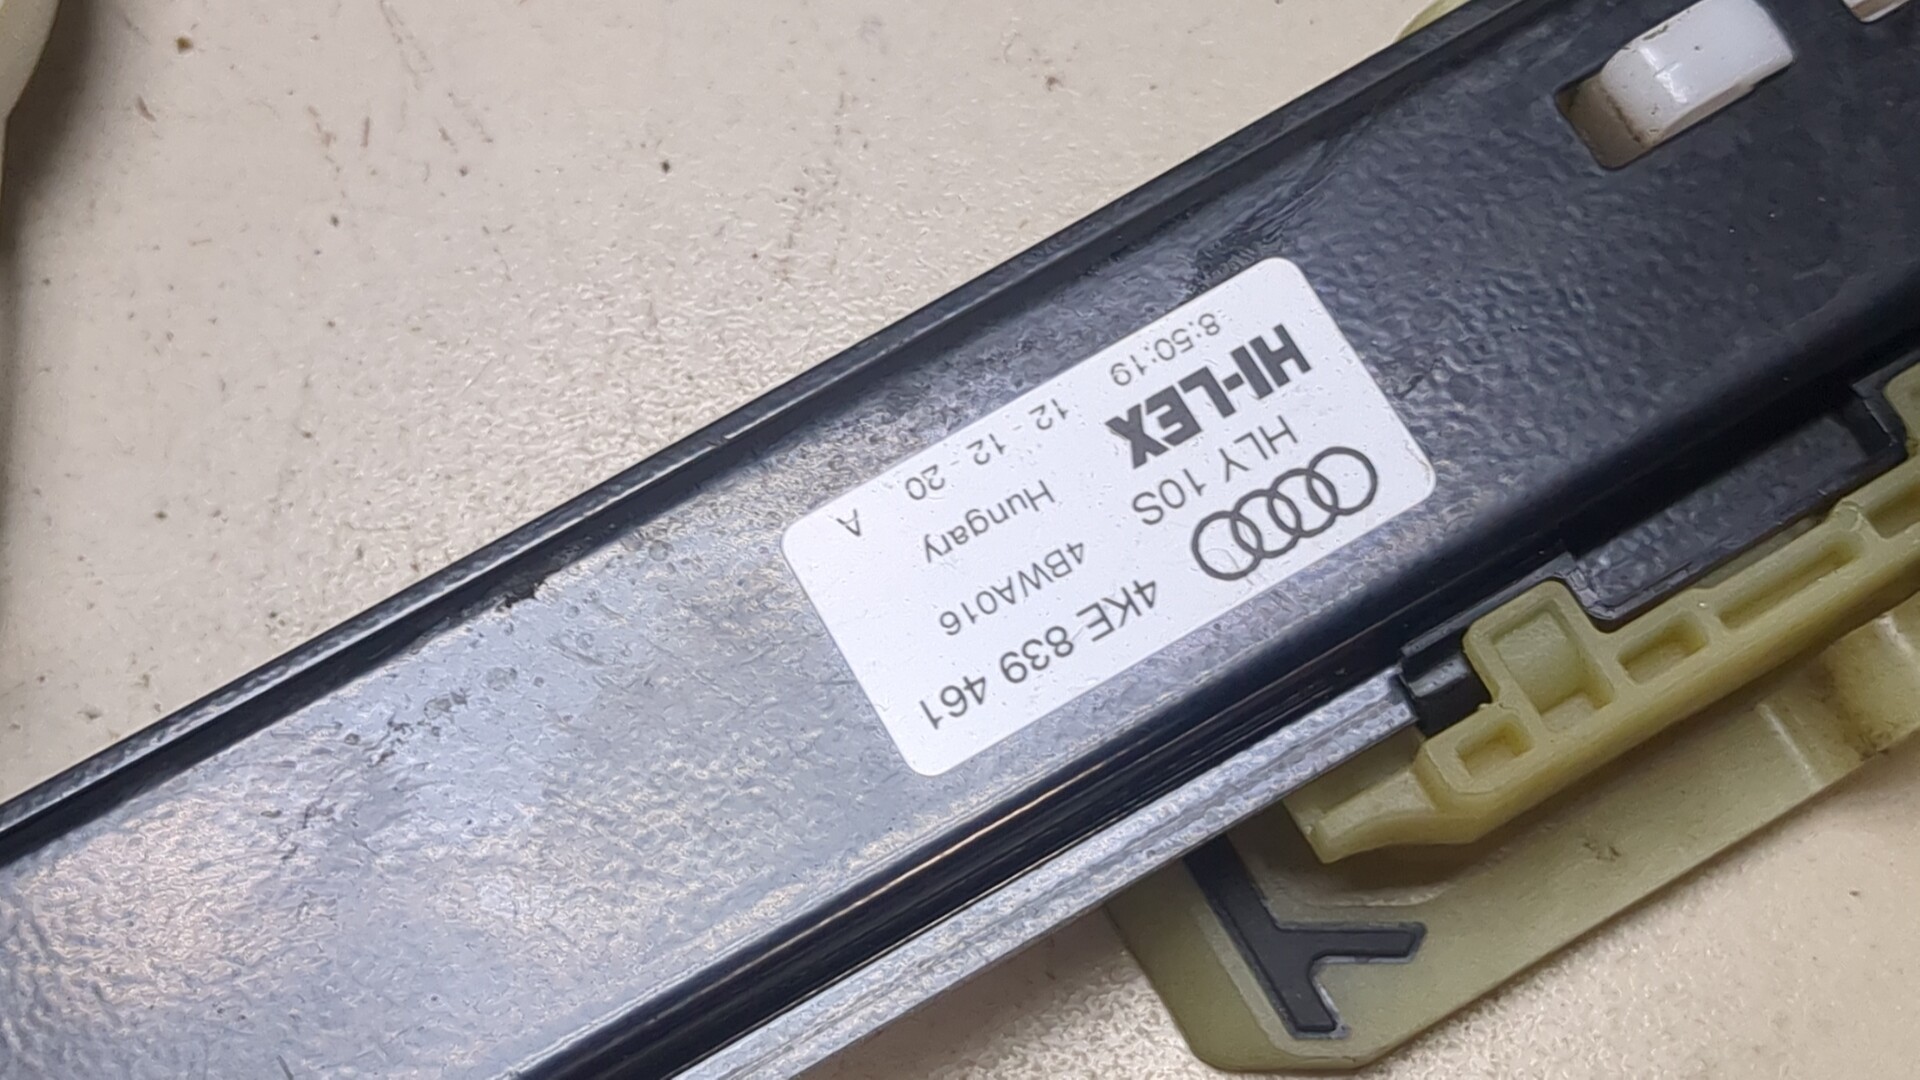 4KE 839 461
HLY 10S 4BWA016
HI-LEX Hungary
8:50:19 12 - 12 - 20 A